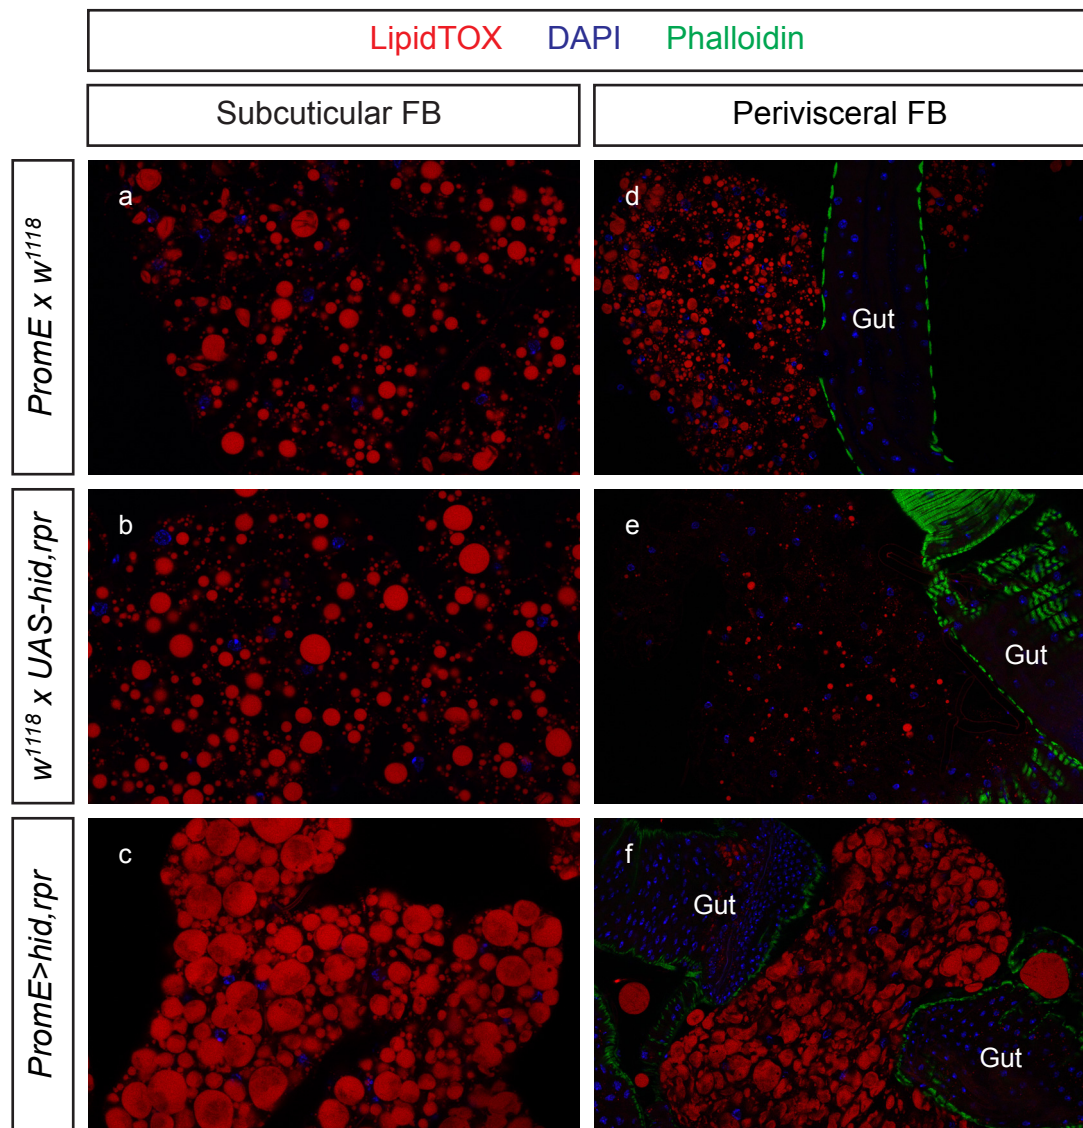 LipidTOX DAPI Phalloidin
Subcuticular FB
Perivisceral FB
PromE x w1118
a
d
Gut
w1118 x UAS-hid,rpr
b
e
Gut
PromE>hid,rpr
c
f
Gut
Gut